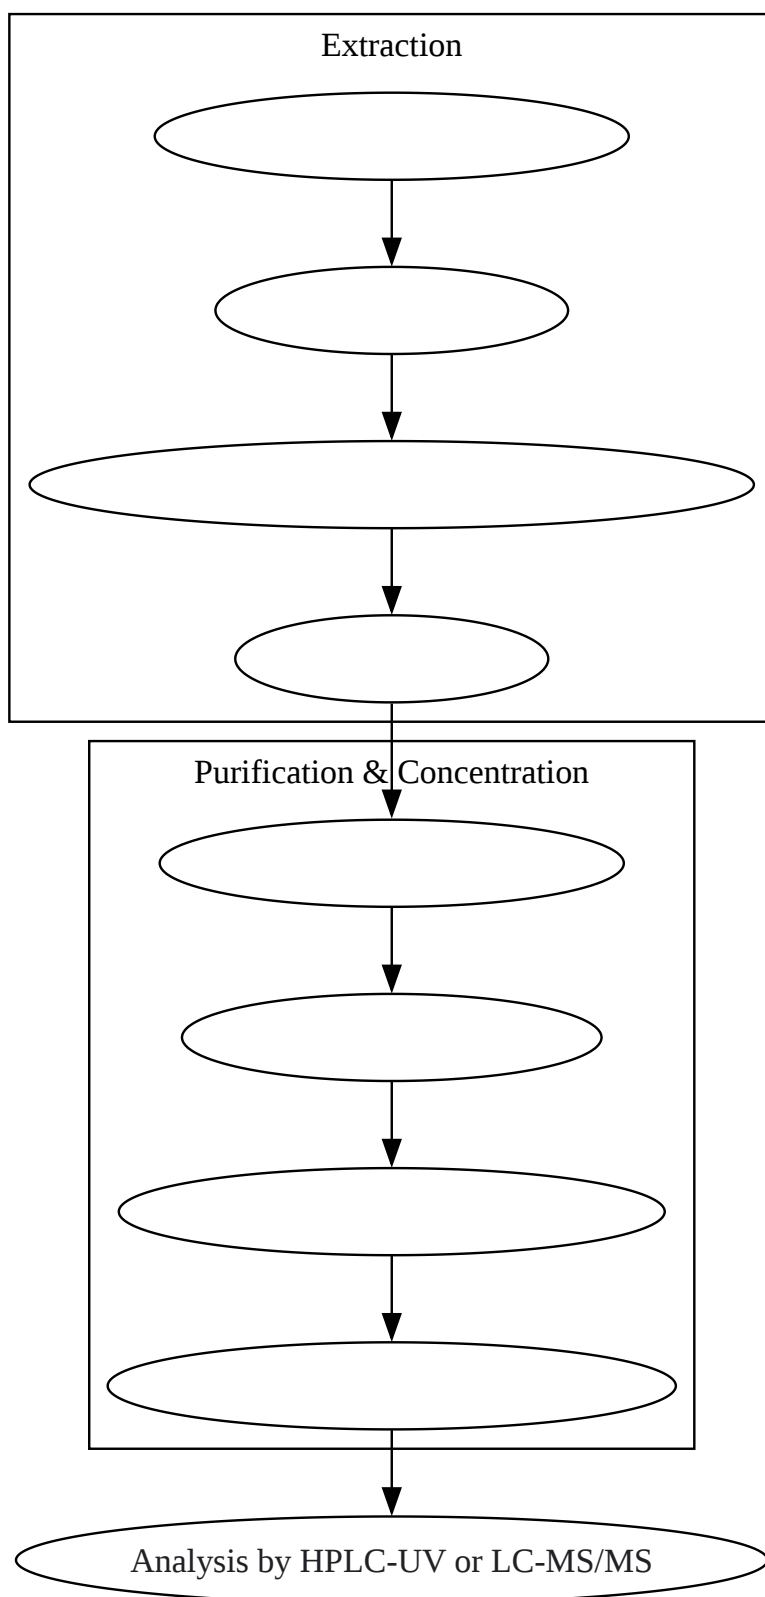 Extraction
Purification & Concentration
Analysis by HPLC-UV or LC-MS/MS